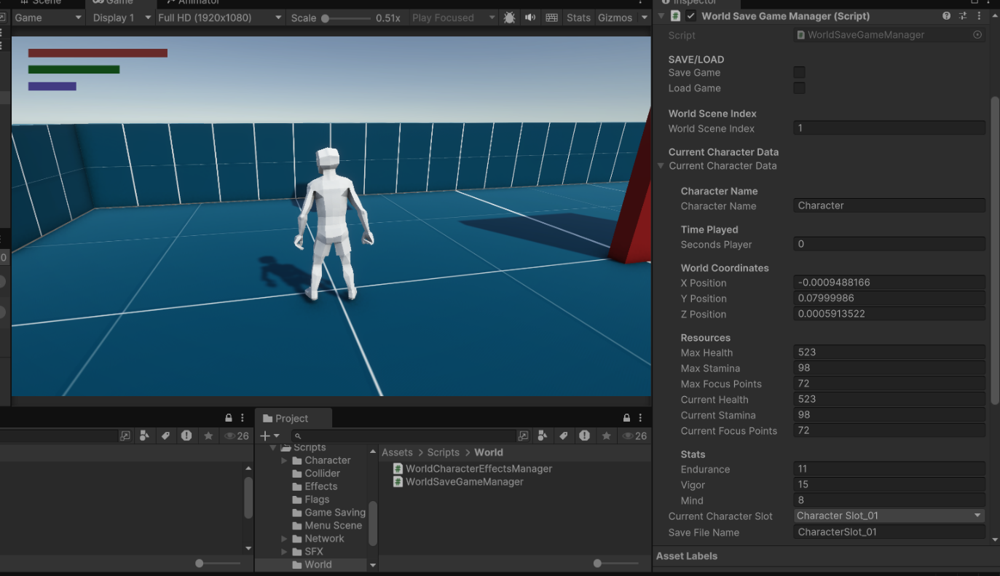 Scene Game Animator
Game Display 1 Full HD (1920x1080) Scale 0.51x Play Focused Stats Gizmos
0
26
Project
26
Scripts
Character
Collider
Effects
Flags
Game Saving
Menu Scene
Network
SFX
World
Assets > Scripts > World
WorldCharacterEffectsManager
WorldSaveGameManager
Inspector
World Save Game Manager (Script)
Script WorldSaveGameManager
SAVE/LOAD
Save Game
Load Game
World Scene Index
World Scene Index 1
Current Character Data
Current Character Data
Character Name
Character Name Character
Time Played
Seconds Player 0
World Coordinates
X Position -0.0009488166
Y Position 0.07999986
Z Position 0.0005913522
Resources
Max Health 523
Max Stamina 98
Max Focus Points 72
Current Health 523
Current Stamina 98
Current Focus Points 72
Stats
Endurance 11
Vigor 15
Mind 8
Current Character Slot Character Slot_01
Save File Name CharacterSlot_01
Asset Labels